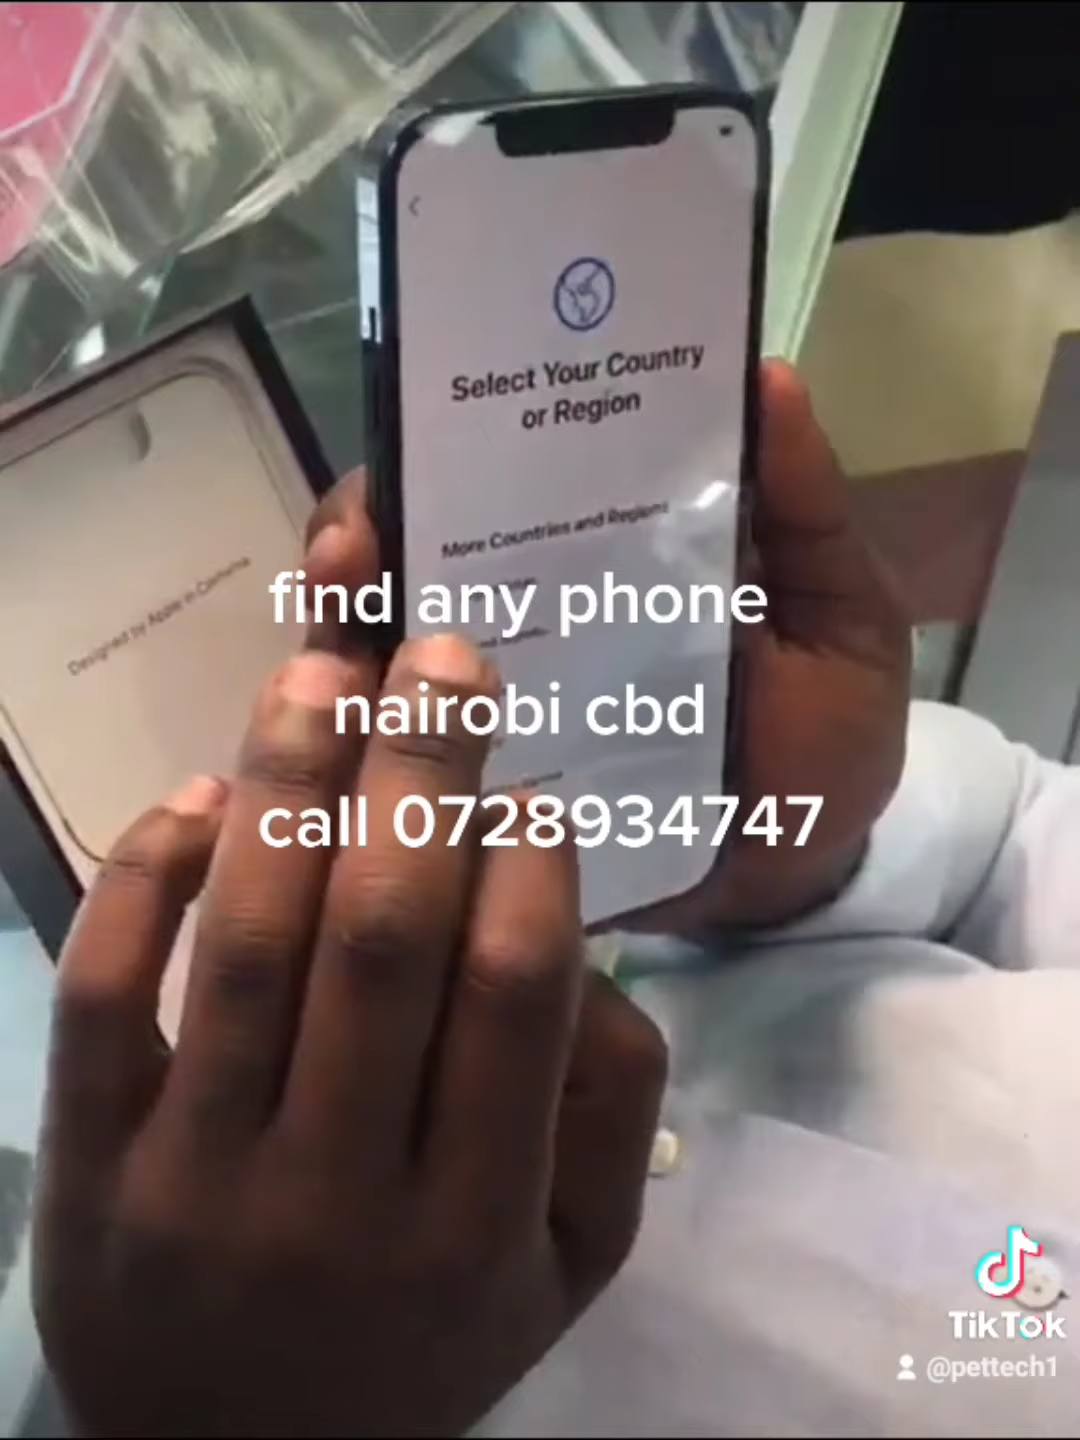 Select Your Country
or Region
More Countries and Regions
Designed by Apple in California
find any phone
nairobi cbd
call 0728934747
TikTok
@pettech1